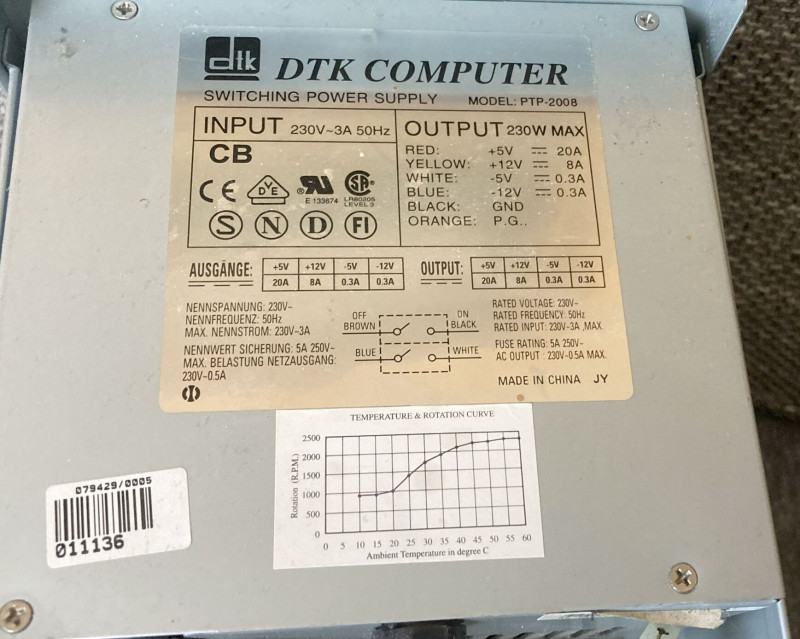 dtk DTK COMPUTER
SWITCHING POWER SUPPLY MODEL: PTP-2008
INPUT 230V~3A 50Hz
CB
CE DVE UR US SA
E 133674 LR80205
LEVEL 3
S N D FI
OUTPUT 230W MAX
RED: +5V 20A
YELLOW: +12V 8A
WHITE: -5V 0.3A
BLUE: -12V 0.3A
BLACK: GND
ORANGE: P.G..
AUSGÄNGE: +5V +12V -5V -12V
20A 8A 0.3A 0.3A
OUTPUT: +5V +12V -5V -12V
20A 8A 0.3A 0.3A
NENNSPANNUNG: 230V~
NENNFREQUENZ: 50Hz
MAX. NENNSTROM: 230V~3A
NENNWERT SICHERUNG: 5A 250V~
MAX. BELASTUNG NETZAUSGANG:
230V~0.5A
OFF ON
BROWN BLACK
BLUE WHITE
RATED VOLTAGE: 230V~
RATED FREQUENCY: 50Hz
RATED INPUT: 230V~3A ,MAX.
FUSE RATING: 5A 250V~
AC OUTPUT : 230V~0.5A MAX.
MADE IN CHINA JY
TEMPERATURE & ROTATION CURVE
Rotation (R.P.M.)
2500
2000
1500
1000
500
0
0 5 10 15 20 25 30 35 40 45 50 55 60
Ambient Temperature in degree C
079429/0005
011136